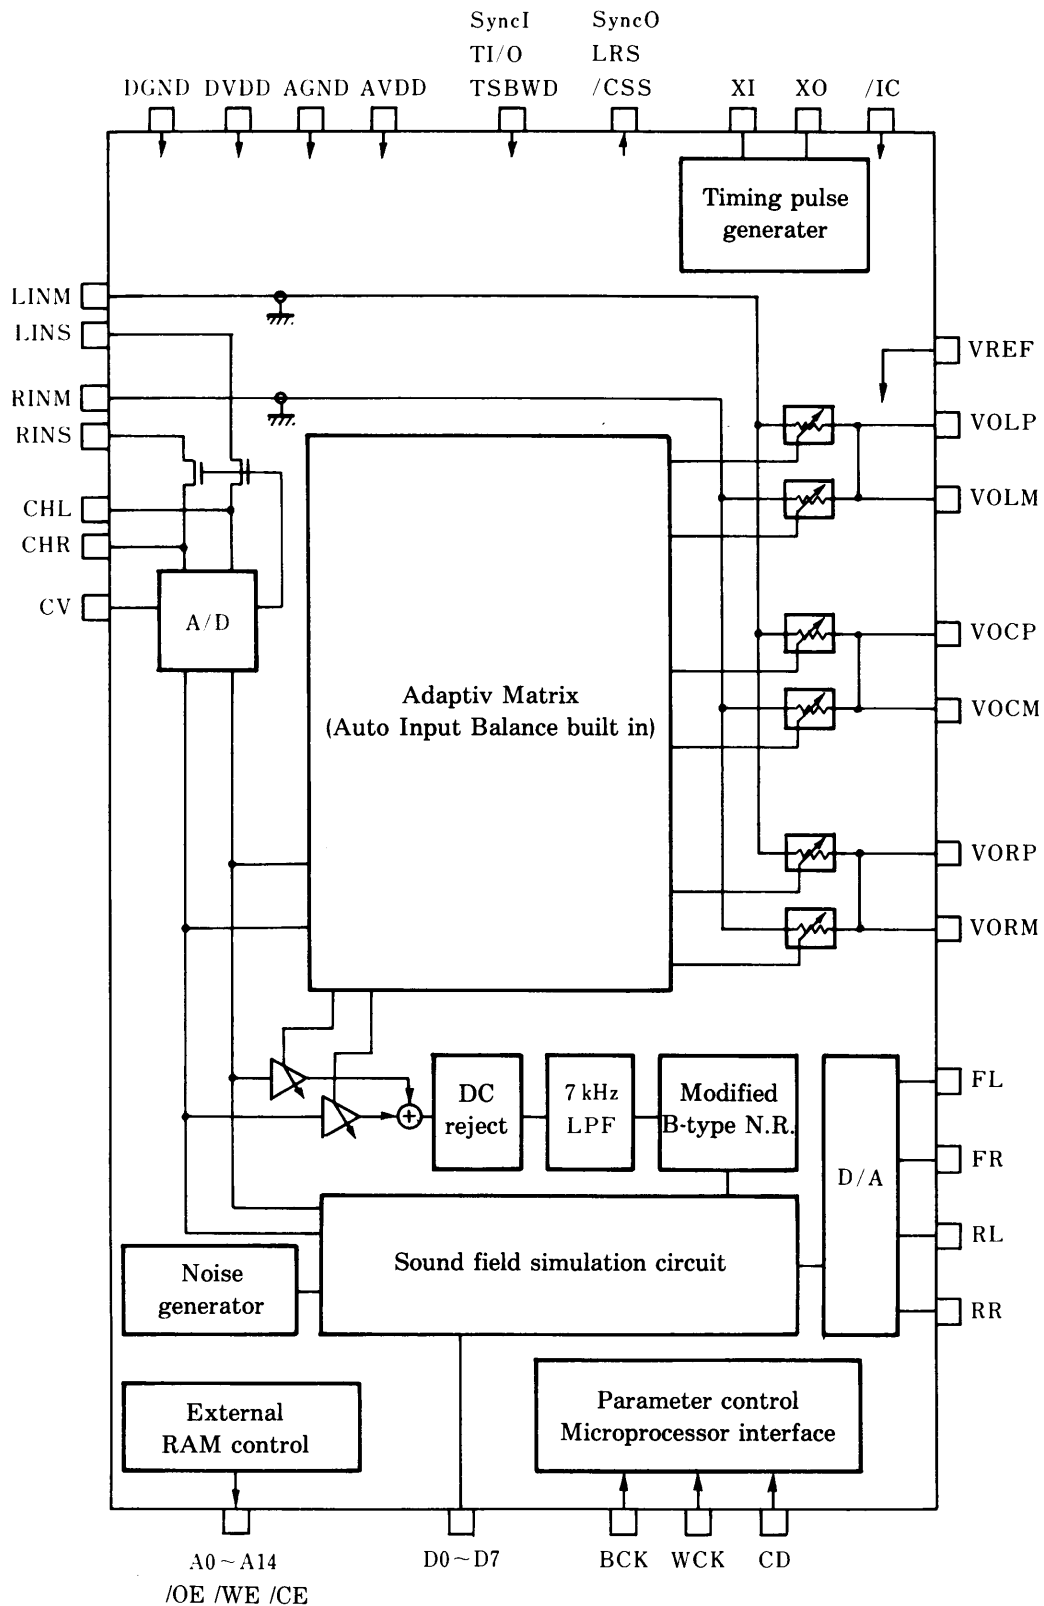 SyncI
SyncO
TI/O
LRS
DGND
DVDD
AGND
AVDD
TSBWD
/CSS
XI
XO
/IC
Timing pulse
generater
LINM
LINS
VREF
RINM
RINS
VOLP
CHL
VOLM
CHR
CV
A/D
VOCP
Adaptiv Matrix
(Auto Input Balance built in)
VOCM
VORP
VORM
DC
reject
7 kHz
LPF
Modified
B-type N.R.
FL
FR
D/A
RL
RR
Sound field simulation circuit
Noise
generator
External
RAM control
Parameter control
Microprocessor interface
A0~A14
/OE /WE /CE
D0~D7
BCK
WCK
CD